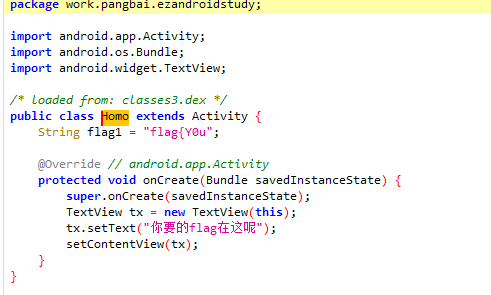 package work.pangbai.ezandroidstudy;
import android.app.Activity;
import android.os.Bundle;
import android.widget.TextView;
/* loaded from: classes3.dex */
public class Homo extends Activity {
String flag1 = "flag{Y0u";
@Override // android.app.Activity
protected void onCreate(Bundle savedInstanceState) {
super.onCreate(savedInstanceState);
TextView tx = new TextView(this);
tx.setText("你要的flag在这呢");
setContentView(tx);
}
}